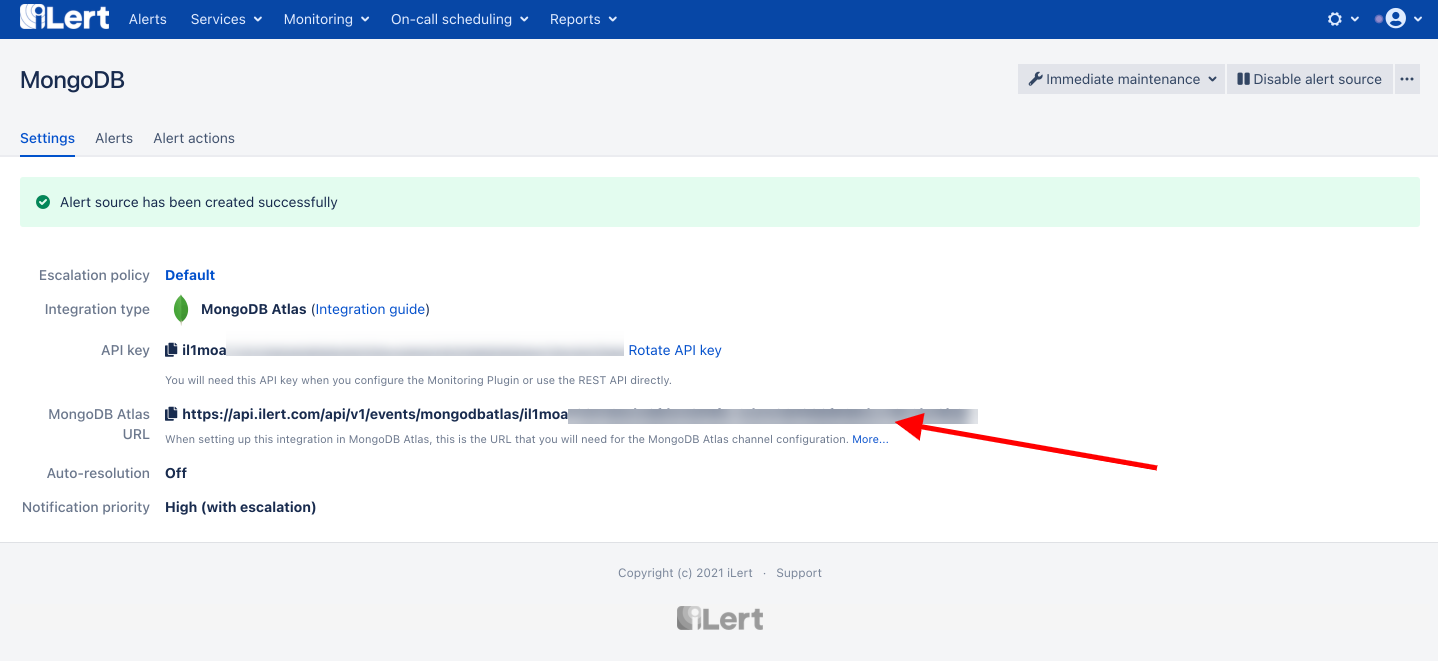 iLert Alerts Services Monitoring On-call scheduling Reports
MongoDB
Immediate maintenance Disable alert source
Settings Alerts Alert actions
Alert source has been created successfully
Escalation policy Default
Integration type MongoDB Atlas (Integration guide)
API key il1moa Rotate API key
You will need this API key when you configure the Monitoring Plugin or use the REST API directly.
MongoDB Atlas URL https://api.ilert.com/api/v1/events/mongodbatlas/il1moa
When setting up this integration in MongoDB Atlas, this is the URL that you will need for the MongoDB Atlas channel configuration. More...
Auto-resolution Off
Notification priority High (with escalation)
Copyright (c) 2021 iLert · Support
iLert